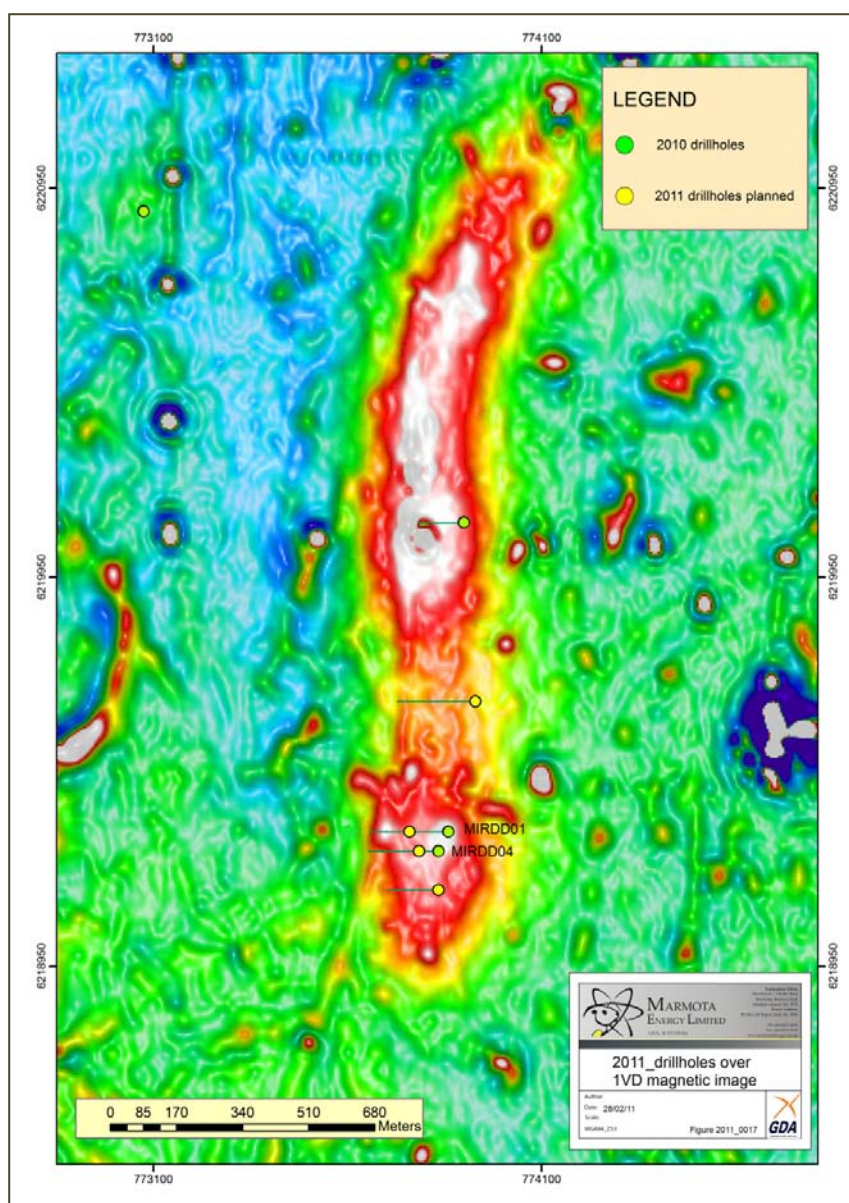 773100
774100
LEGEND
2010 drillholes
2011 drillholes planned
6220950
6220950
6219950
6219950
MIRDD01
MIRDD04
6218950
6218950
MARMOTA
ENERGY LIMITED
2011_drillholes over
1VD magnetic image
Author:
Date: 28/02/11
Scale:
Figure 2011_0017
GDA
0 85 170 340 510 680
Meters
773100
774100